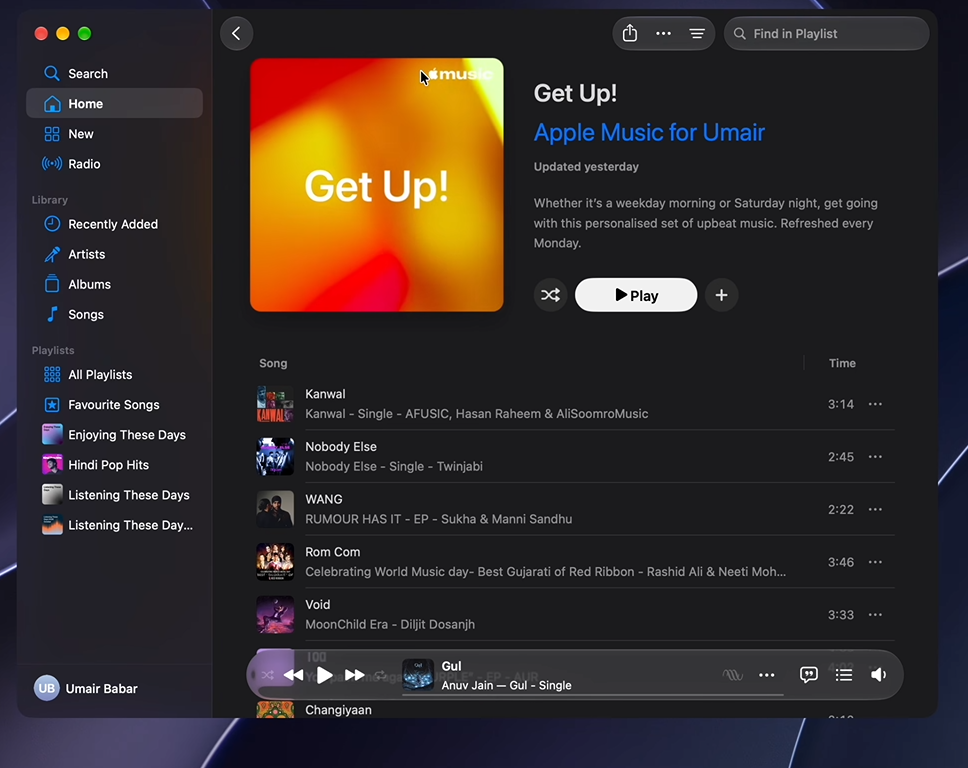 Find in Playlist
Search
Home
New
Radio
Library
Recently Added
Artists
Albums
Songs
Playlists
All Playlists
Favourite Songs
Enjoying These Days
Hindi Pop Hits
Listening These Days
Listening These Day...
UB Umair Babar
music
Get Up!
Get Up!
Apple Music for Umair
Updated yesterday
Whether it's a weekday morning or Saturday night, get going
with this personalised set of upbeat music. Refreshed every
Monday.
Play
Song Time
Kanwal
Kanwal - Single - AFUSIC, Hasan Raheem & AliSoomroMusic
3:14
Nobody Else
Nobody Else - Single - Twinjabi
2:45
WANG
RUMOUR HAS IT - EP - Sukha & Manni Sandhu
2:22
Rom Com
Celebrating World Music day- Best Gujarati of Red Ribbon - Rashid Ali & Neeti Moh...
3:46
Void
MoonChild Era - Diljit Dosanjh
3:33
100
Gul
Anuv Jain — Gul - Single
Changiyaan